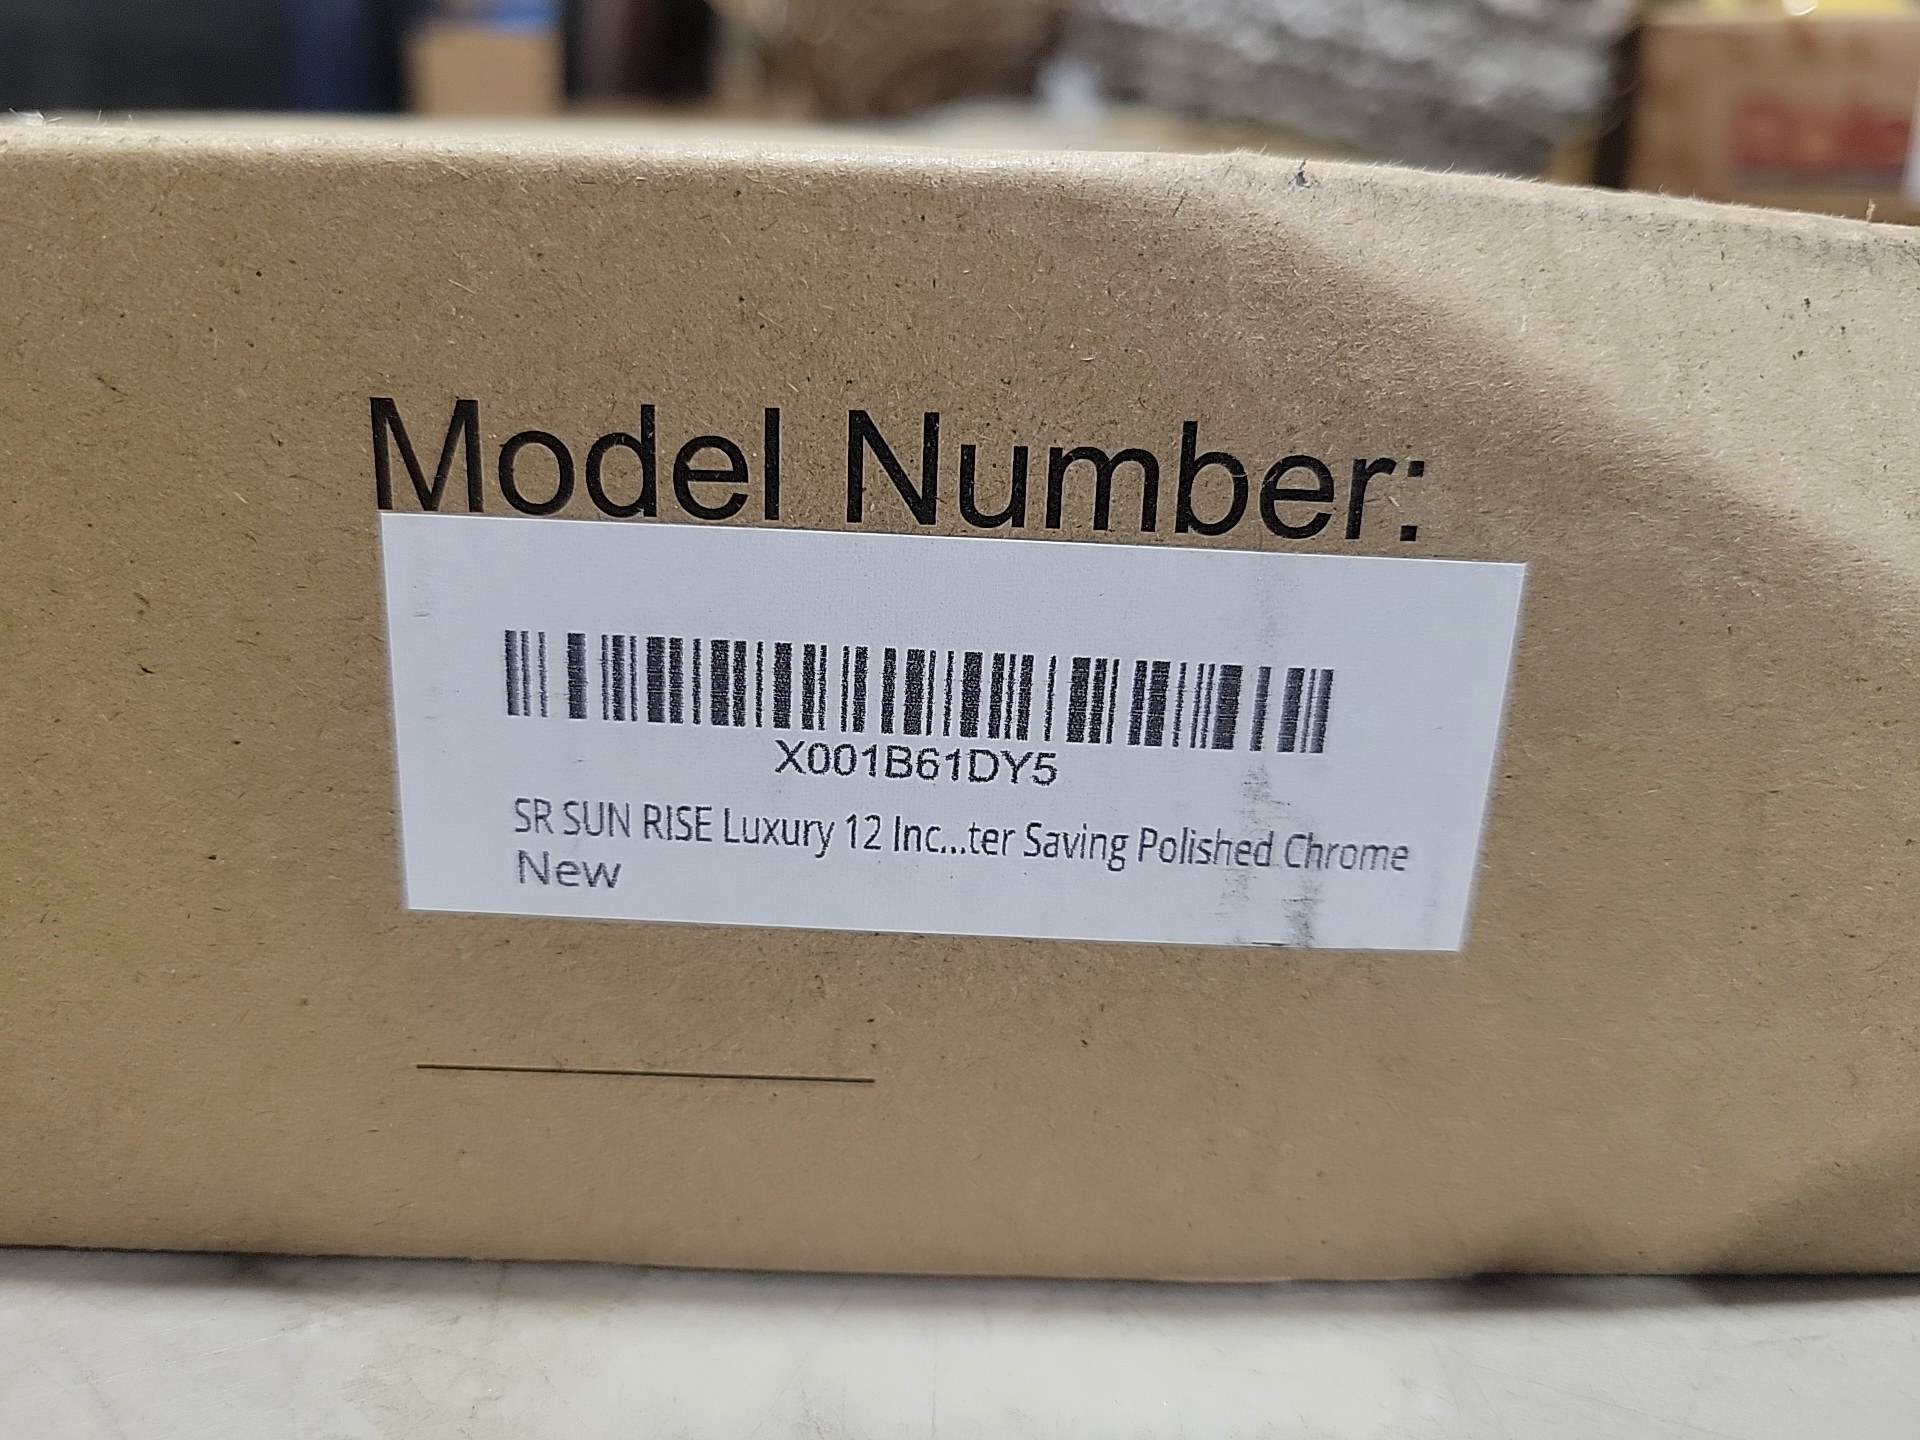 Model Number:
X001B61DY5
SR SUN RISE Luxury 12 Inc...ter Saving Polished Chrome
New